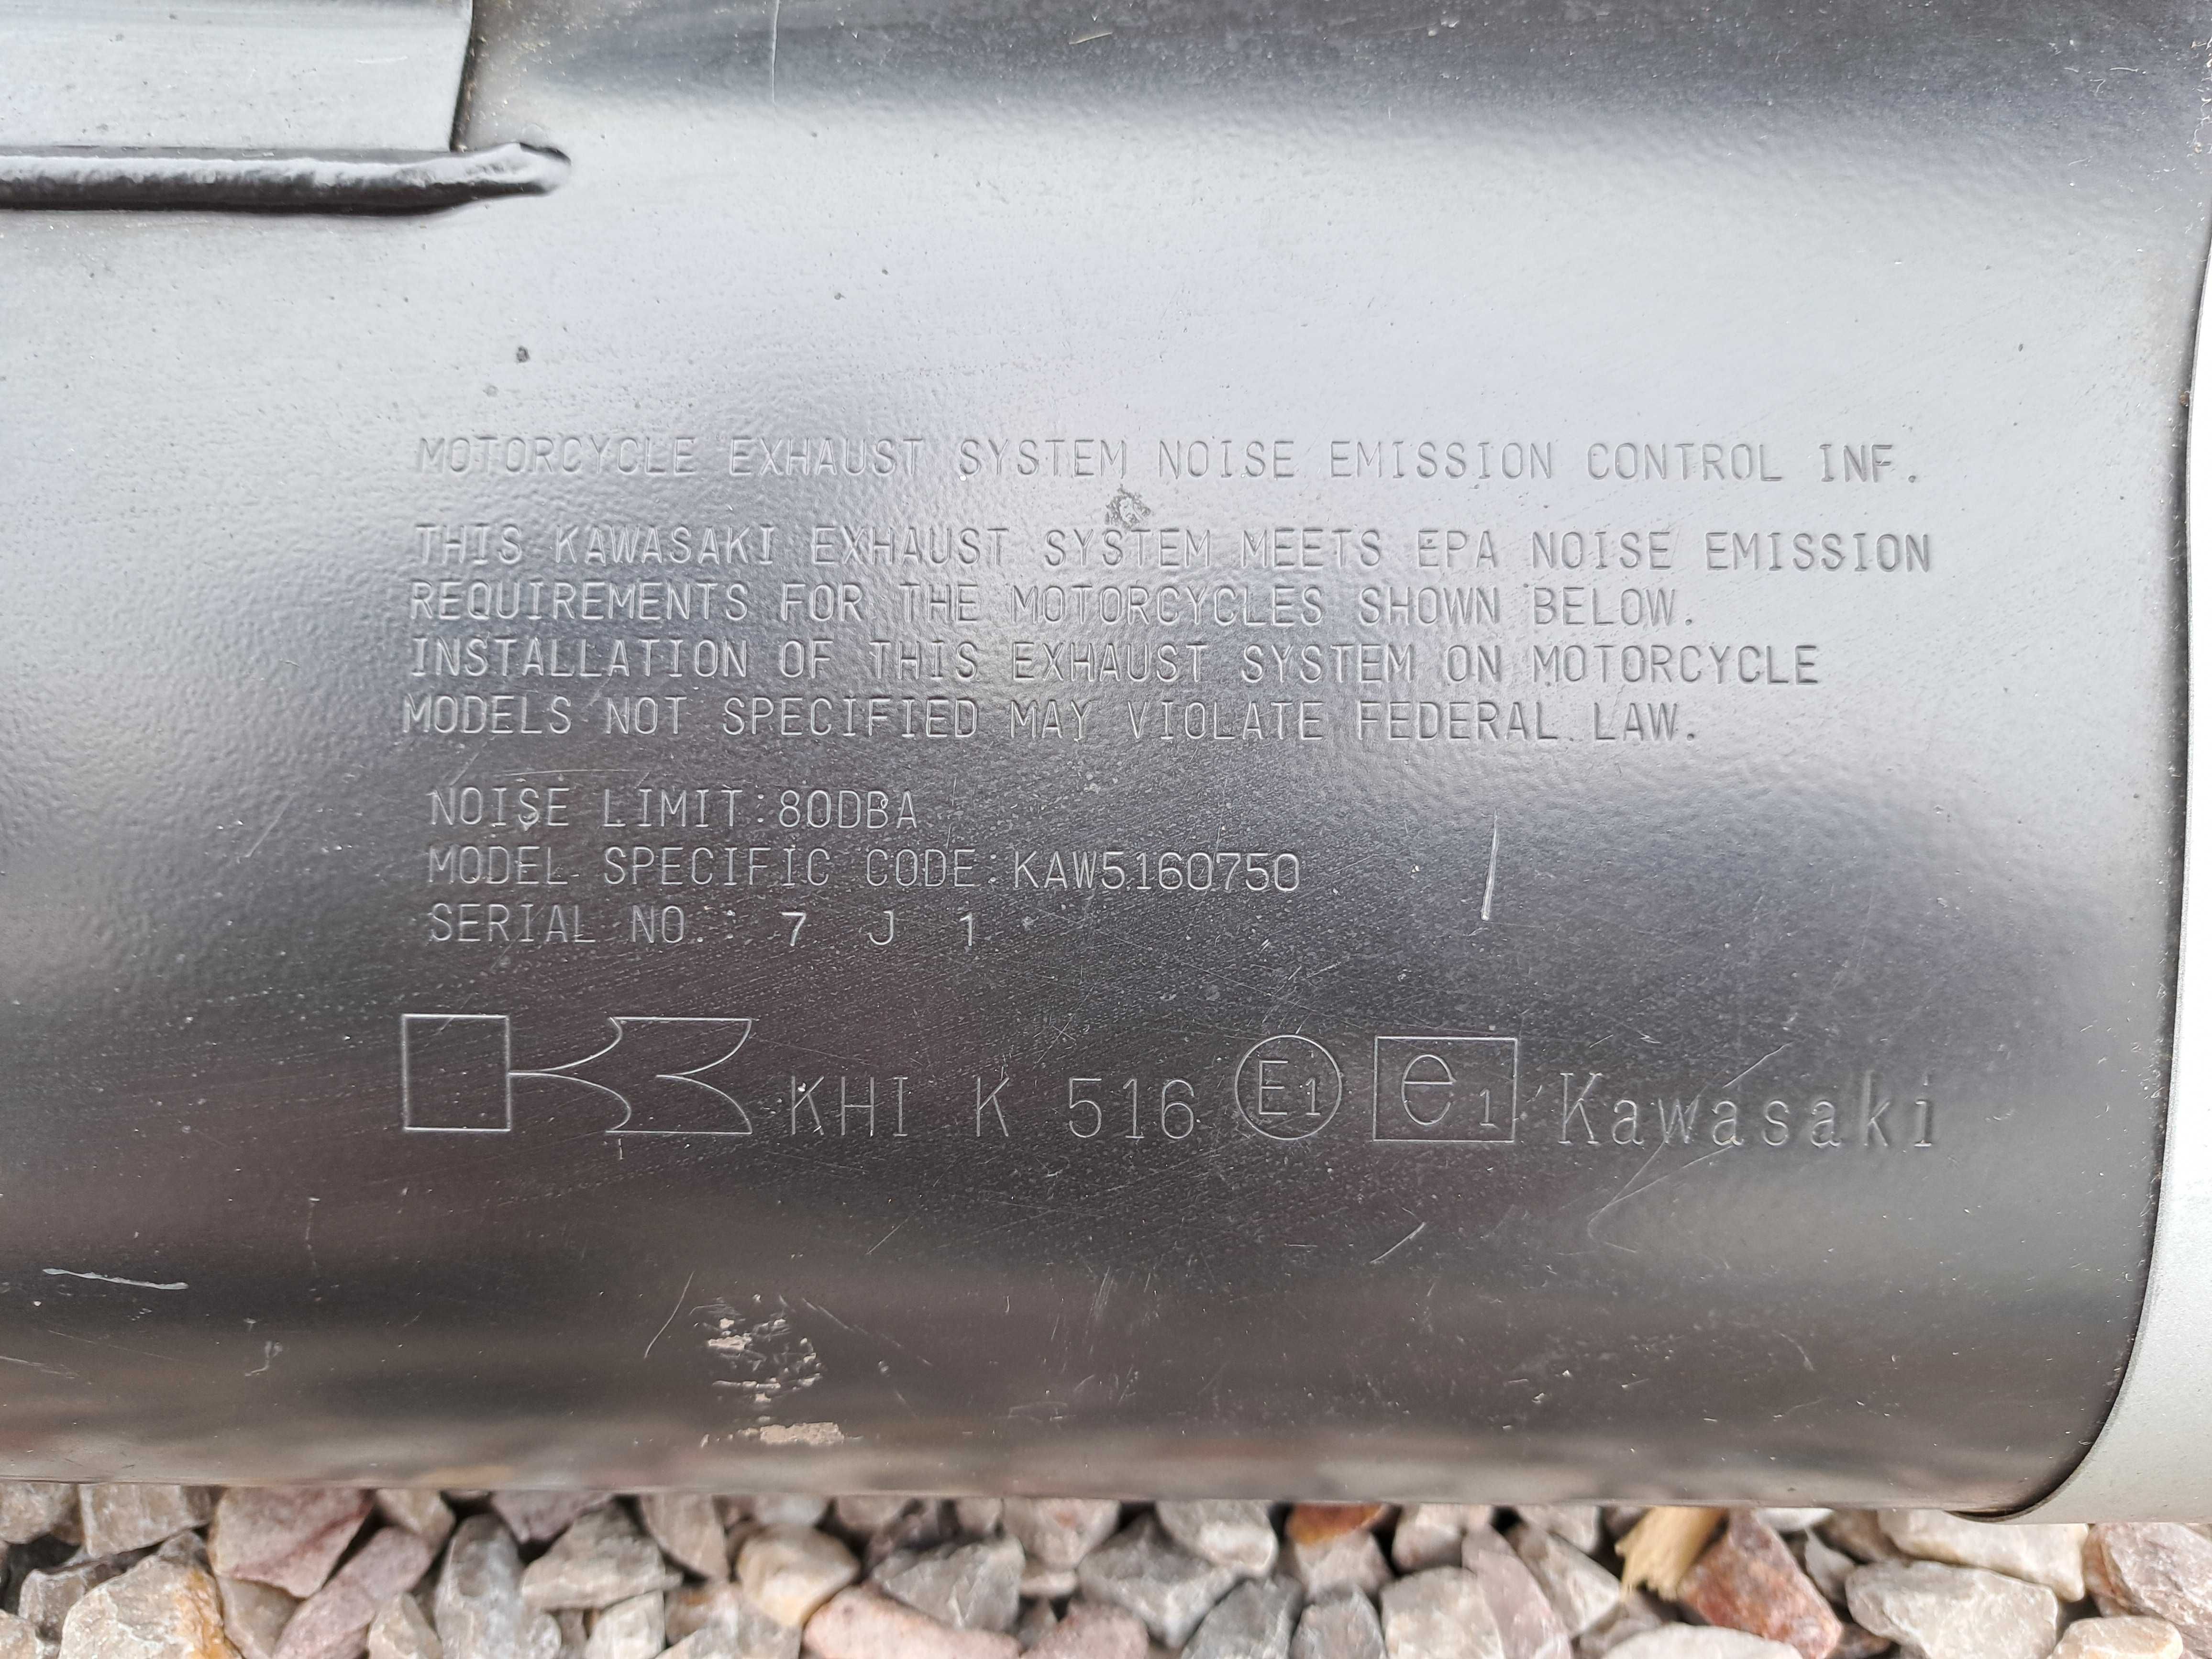 MOTORCYCLE EXHAUST SYSTEM NOISE EMISSION CONTROL INF.
THIS KAWASAKI EXHAUST SYSTEM MEETS EPA NOISE EMISSION
REQUIREMENTS FOR THE MOTORCYCLES SHOWN BELOW.
INSTALLATION OF THIS EXHAUST SYSTEM ON MOTORCYCLE
MODELS NOT SPECIFIED MAY VIOLATE FEDERAL LAW.
NOISE LIMIT:80DBA
MODEL SPECIFIC CODE:KAW5160750
SERIAL NO.: 7 J 1
KHI K 516 E1 e1 Kawasaki